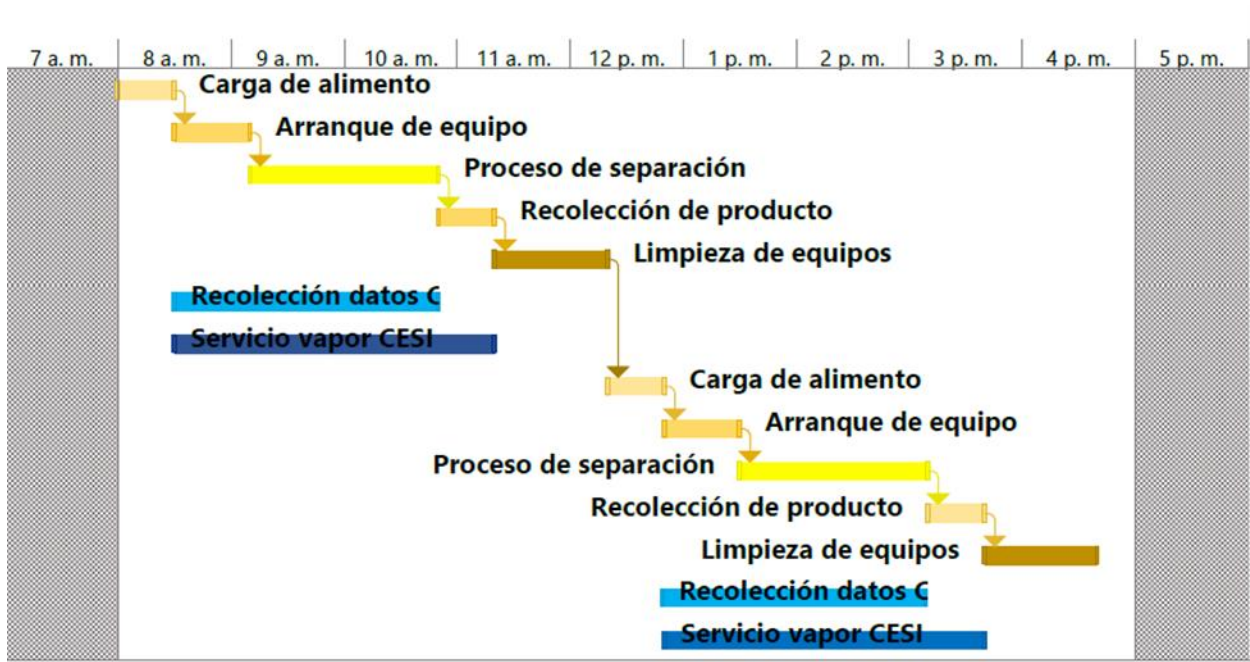 7 a. m. 8 a. m. 9 a. m. 10 a. m. 11 a. m. 12 p. m. 1 p. m. 2 p. m. 3 p. m. 4 p. m. 5 p. m.
Carga de alimento
Arranque de equipo
Proceso de separación
Recolección de producto
Limpieza de equipos
Recolección datos C
Servicio vapor CESI
Carga de alimento
Arranque de equipo
Proceso de separación
Recolección de producto
Limpieza de equipos
Recolección datos C
Servicio vapor CESI